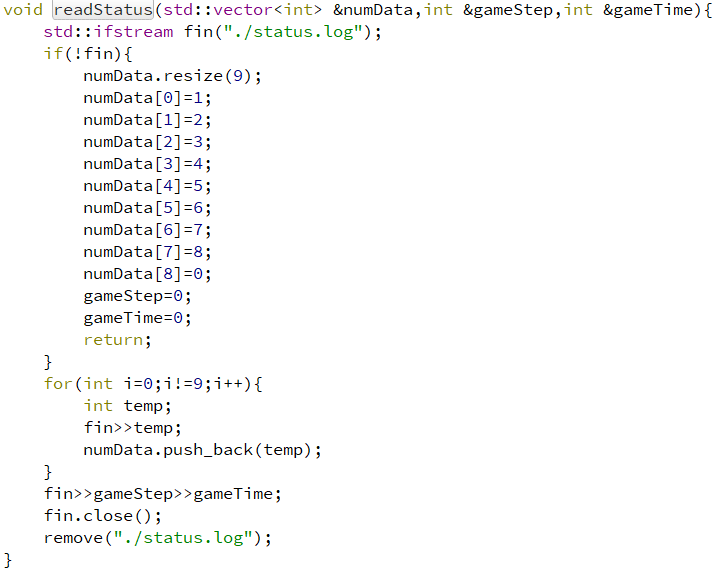 void readStatus(std::vector<int> &numData,int &gameStep,int &gameTime){
    std::ifstream fin("./status.log");
    if(!fin){
        numData.resize(9);
        numData[0]=1;
        numData[1]=2;
        numData[2]=3;
        numData[3]=4;
        numData[4]=5;
        numData[5]=6;
        numData[6]=7;
        numData[7]=8;
        numData[8]=0;
        gameStep=0;
        gameTime=0;
        return;
    }
    for(int i=0;i!=9;i++){
        int temp;
        fin>>temp;
        numData.push_back(temp);
    }
    fin>>gameStep>>gameTime;
    fin.close();
    remove("./status.log");
}